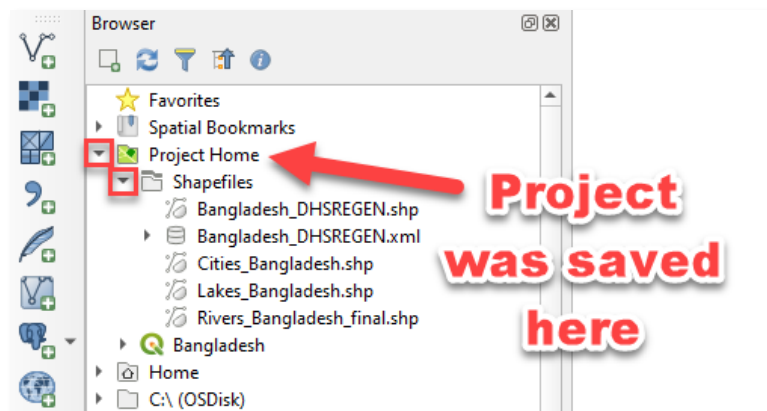 Browser
Favorites
Spatial Bookmarks
Project Home
Shapefiles
Bangladesh_DHSREGEN.shp
Bangladesh_DHSREGEN.xml
Cities_Bangladesh.shp
Lakes_Bangladesh.shp
Rivers_Bangladesh_final.shp
Bangladesh
Home
C:\ (OSDisk)
Project
was saved
here